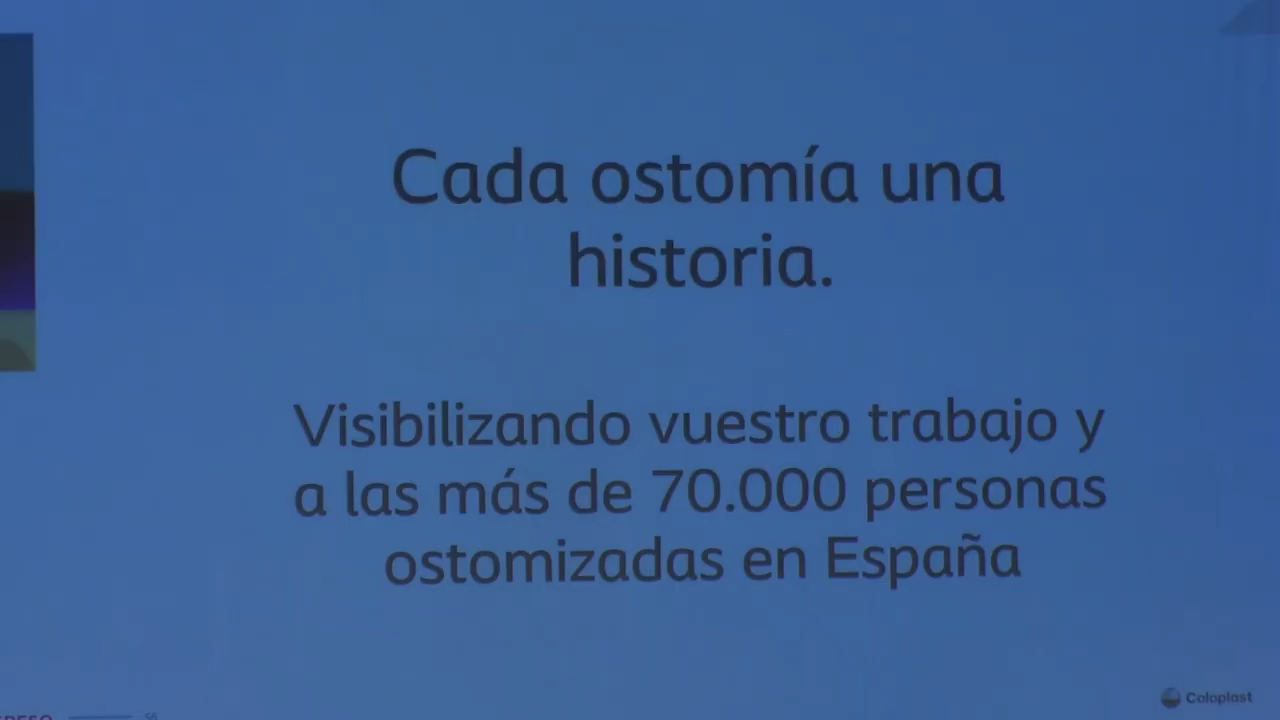 Cada ostomía una
historia.
Visibilizando vuestro trabajo y
a las más de 70.000 personas
ostomizadas en España
Coloplast